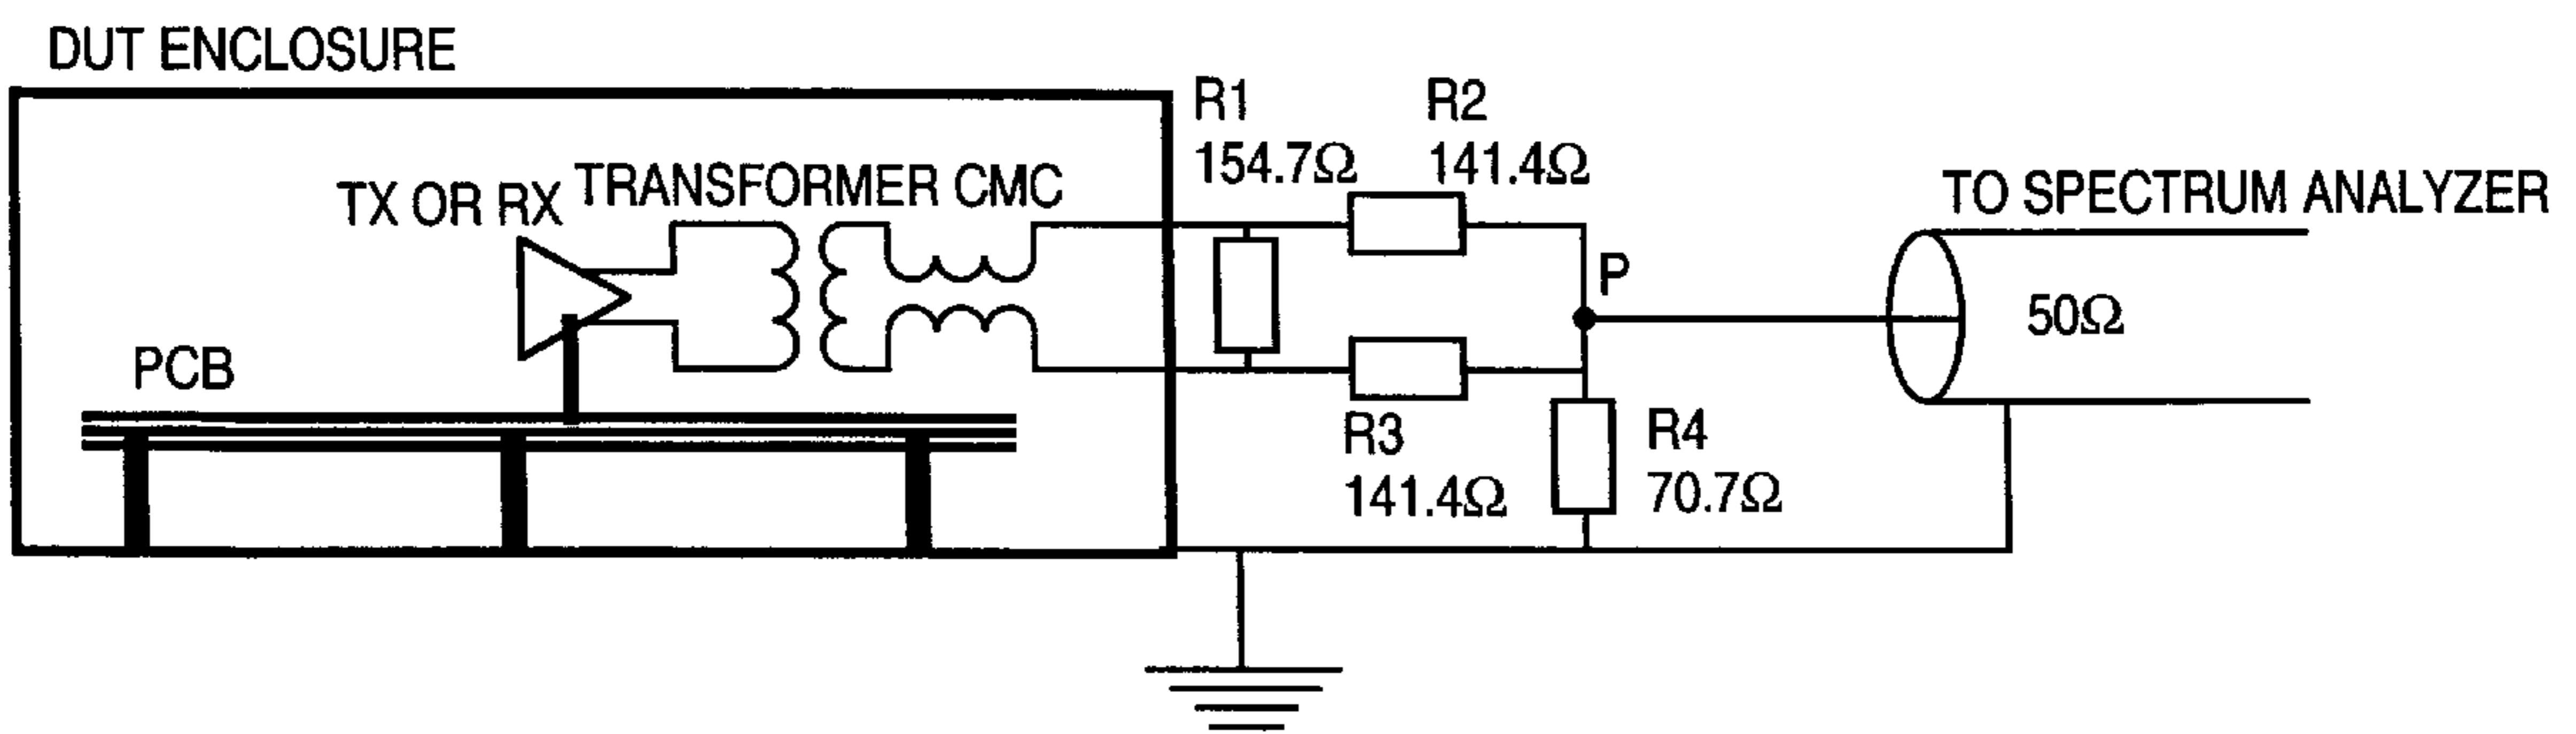 DUT ENCLOSURE
R1
154.7Ω
R2
141.4Ω
TX OR RX
TRANSFORMER CMC
TO SPECTRUM ANALYZER
P
50Ω
PCB
R3
141.4Ω
R4
70.7Ω